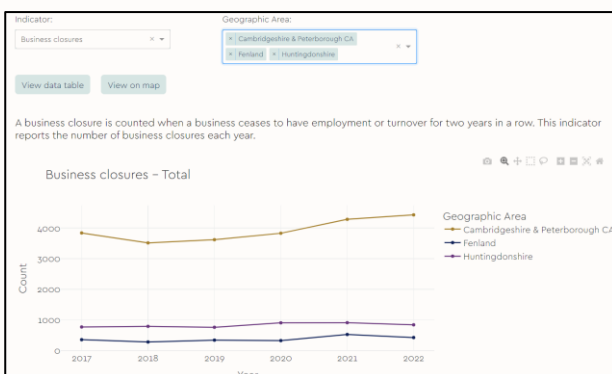 Indicator:
Geographic Area:
Business closures
Cambridgeshire & Peterborough CA
Fenland
Huntingdonshire
View data table
View on map
A business closure is counted when a business ceases to have employment or turnover for two years in a row. This indicator
reports the number of business closures each year.
Business closures – Total
4000
3000
2000
1000
0
Count
2017 2018 2019 2020 2021 2022
Year
Geographic Area
Cambridgeshire & Peterborough CA
Fenland
Huntingdonshire